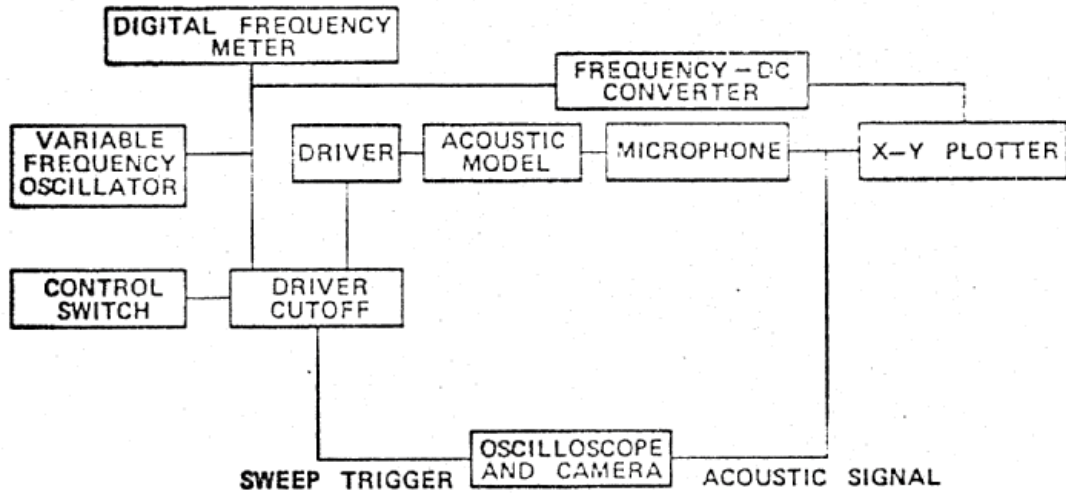 DIGITAL FREQUENCY
METER
FREQUENCY – DC
CONVERTER
VARIABLE
FREQUENCY
OSCILLATOR
DRIVER
ACOUSTIC
MODEL
MICROPHONE
X–Y PLOTTER
CONTROL
SWITCH
DRIVER
CUTOFF
OSCILLOSCOPE
AND CAMERA
SWEEP TRIGGER
ACOUSTIC SIGNAL